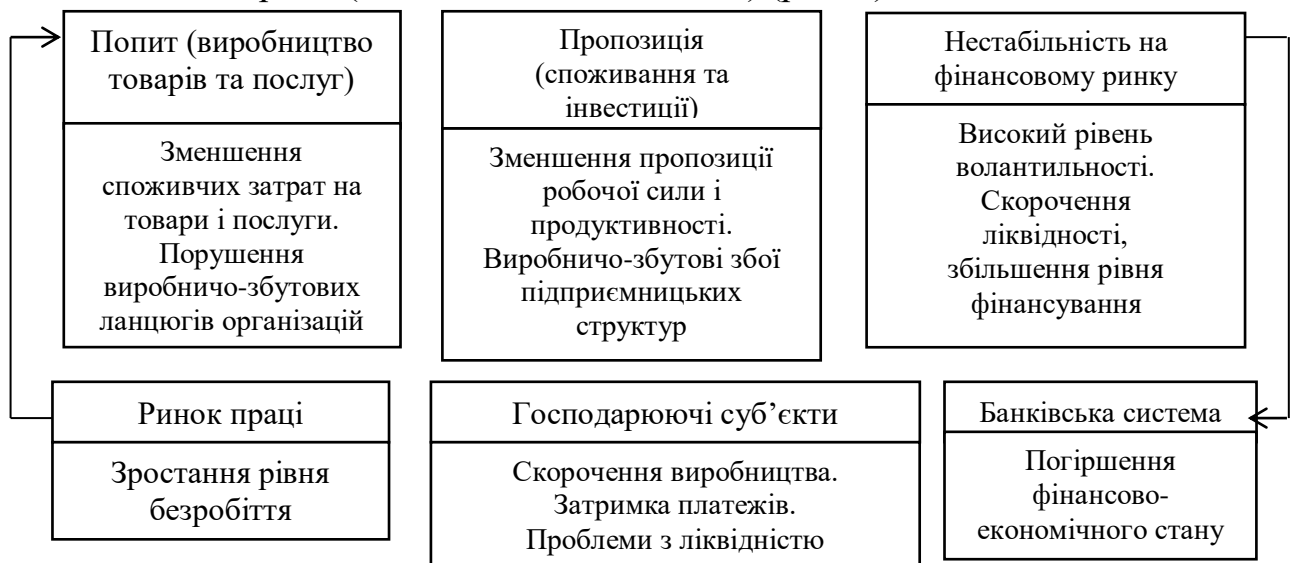 Попит (виробництво
товарів та послуг)
Зменшення
споживчих затрат на
товари і послуги.
Порушення
виробничо-збутових
ланцюгів організацій
Пропозиція
(споживання та
інвестиції)
Зменшення пропозиції
робочої сили і
продуктивності.
Виробничо-збутові збої
підприємницьких
структур
Нестабільність на
фінансовому ринку
Високий рівень
волантильності.
Скорочення
ліквідності,
збільшення рівня
фінансування
Ринок праці
Зростання рівня
безробіття
Господарюючі суб’єкти
Скорочення виробництва.
Затримка платежів.
Проблеми з ліквідністю
Банківська система
Погіршення
фінансово-
економічного стану